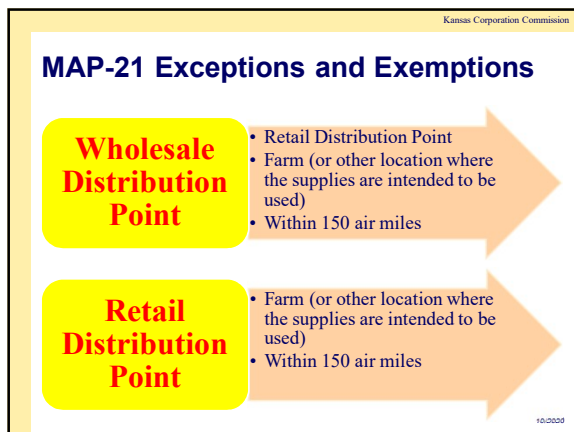 Kansas Corporation Commission
MAP-21 Exceptions and Exemptions
Wholesale
Distribution
Point
• Retail Distribution Point
• Farm (or other location where
the supplies are intended to be
used)
• Within 150 air miles
Retail
Distribution
Point
• Farm (or other location where
the supplies are intended to be
used)
• Within 150 air miles
10/2020